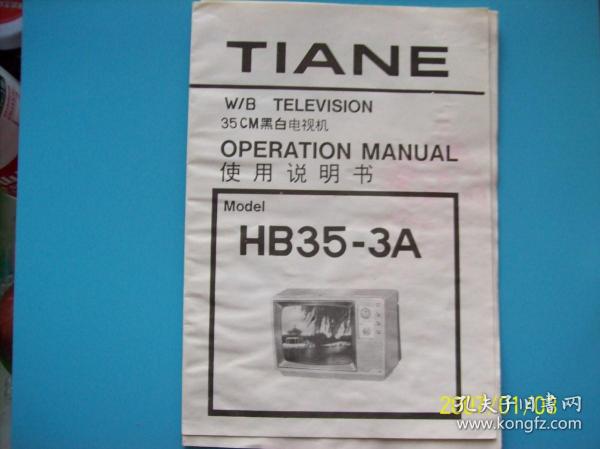 TIANE
W/B TELEVISION
35CM黑白电视机
OPERATION MANUAL
使用说明书
Model
HB35-3A
孔夫子旧書网
www.kongfz.com